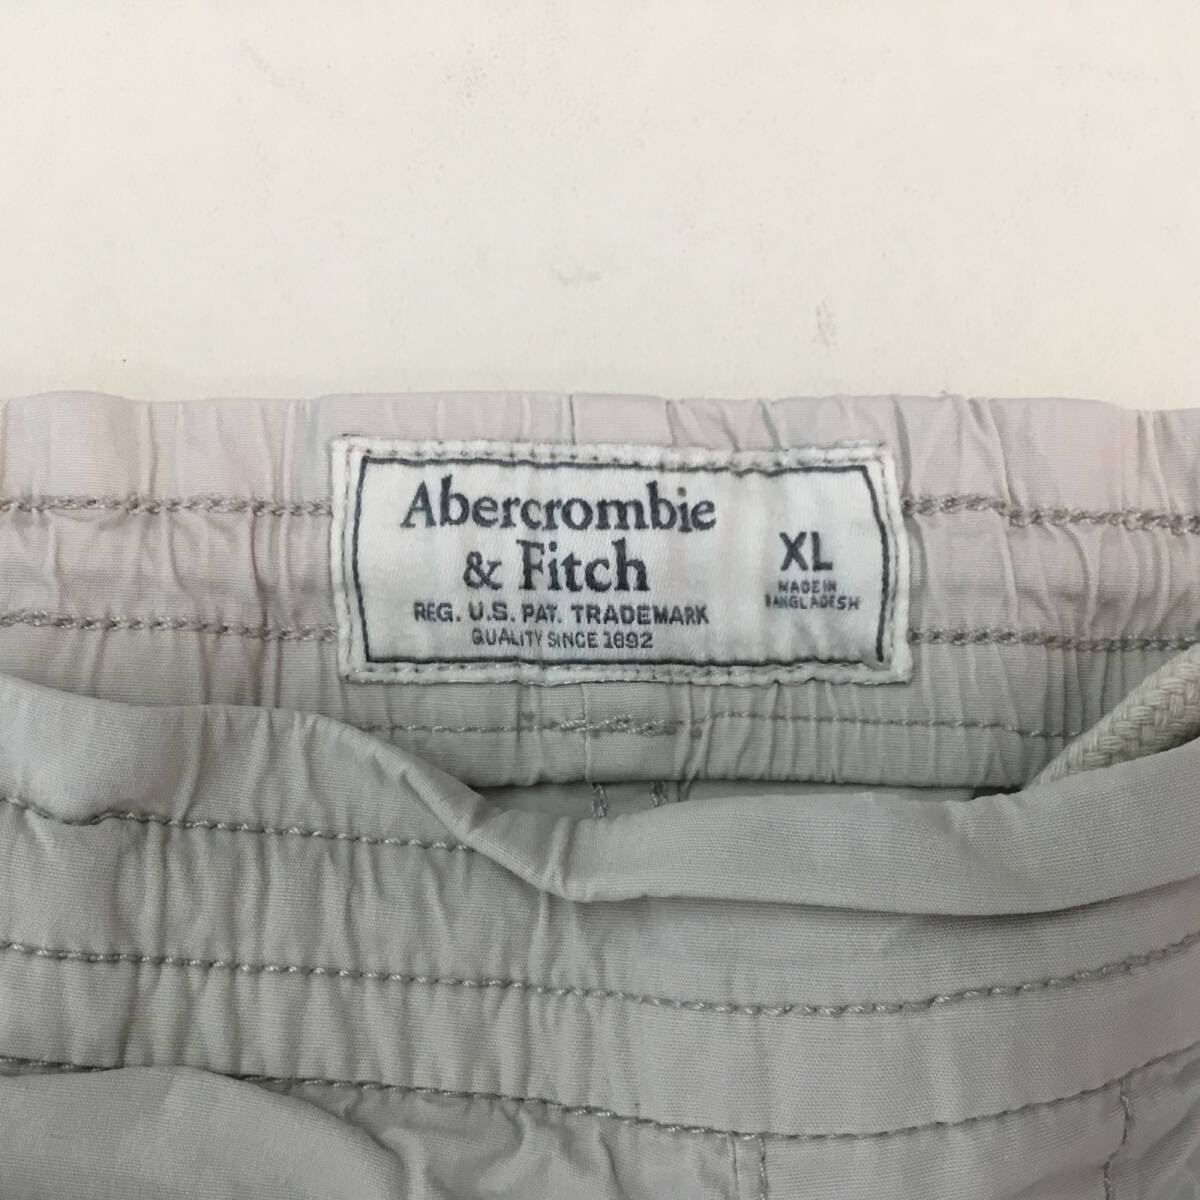 Abercrombie
& Fitch
REG. U.S. PAT. TRADEMARK
QUALITY SINCE 1892
XL
MADE IN
BANGLADESH